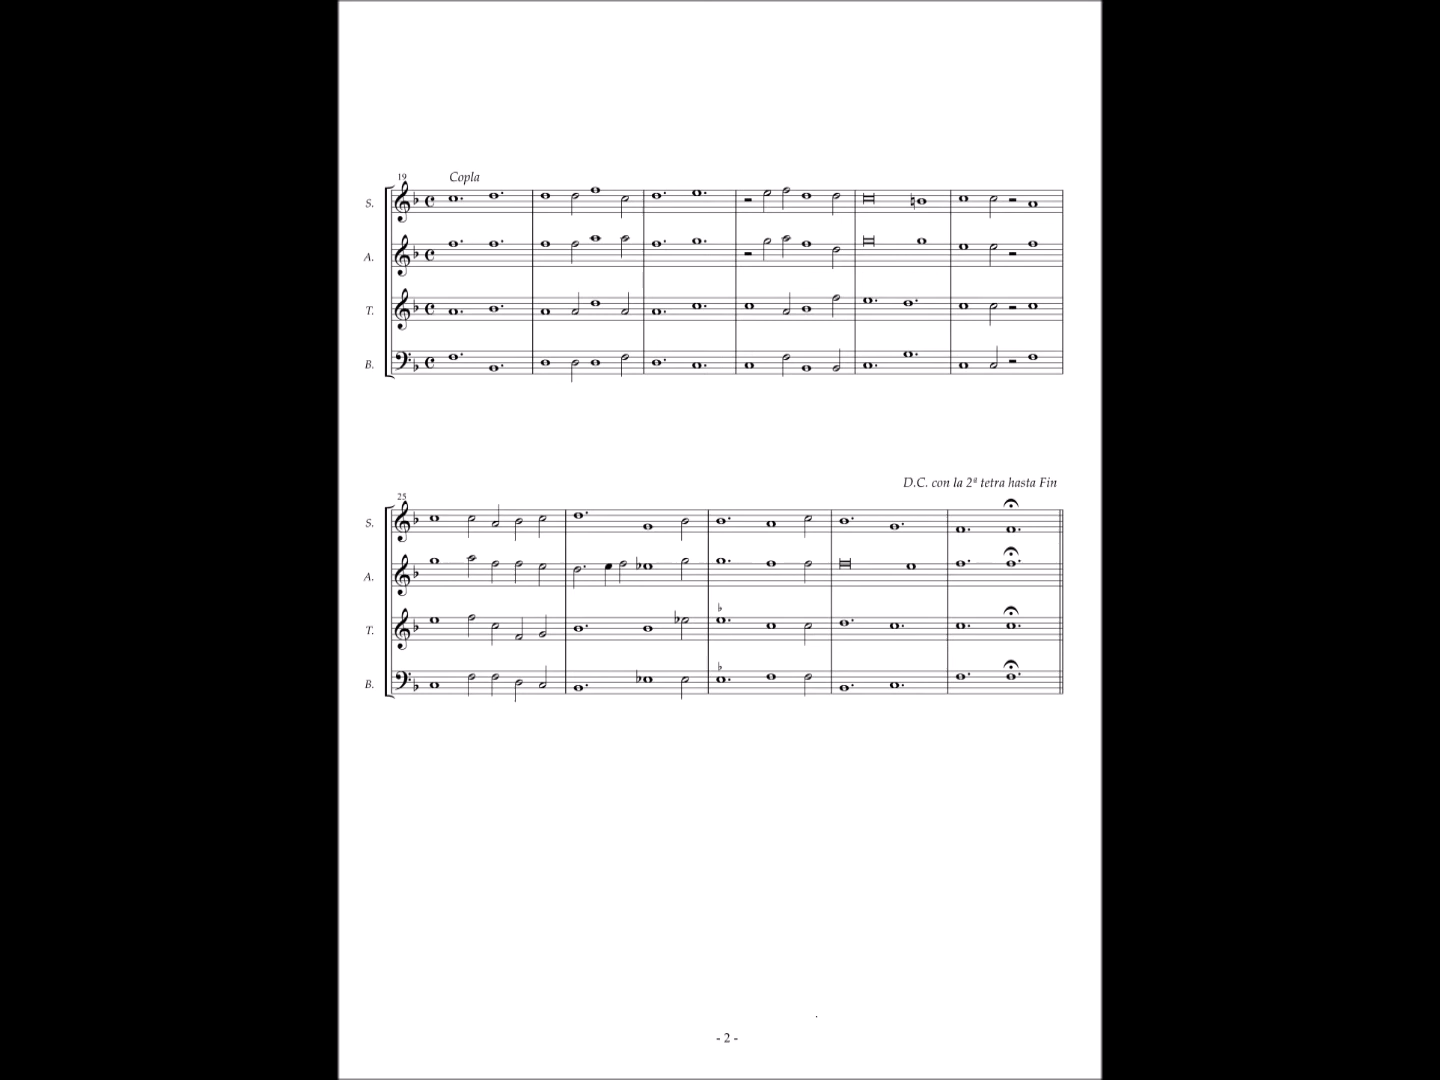 Copla
19
S.
A.
T.
B.
D.C. con la 2ª tetra hasta Fin
25
S.
A.
T.
B.
- 2 -